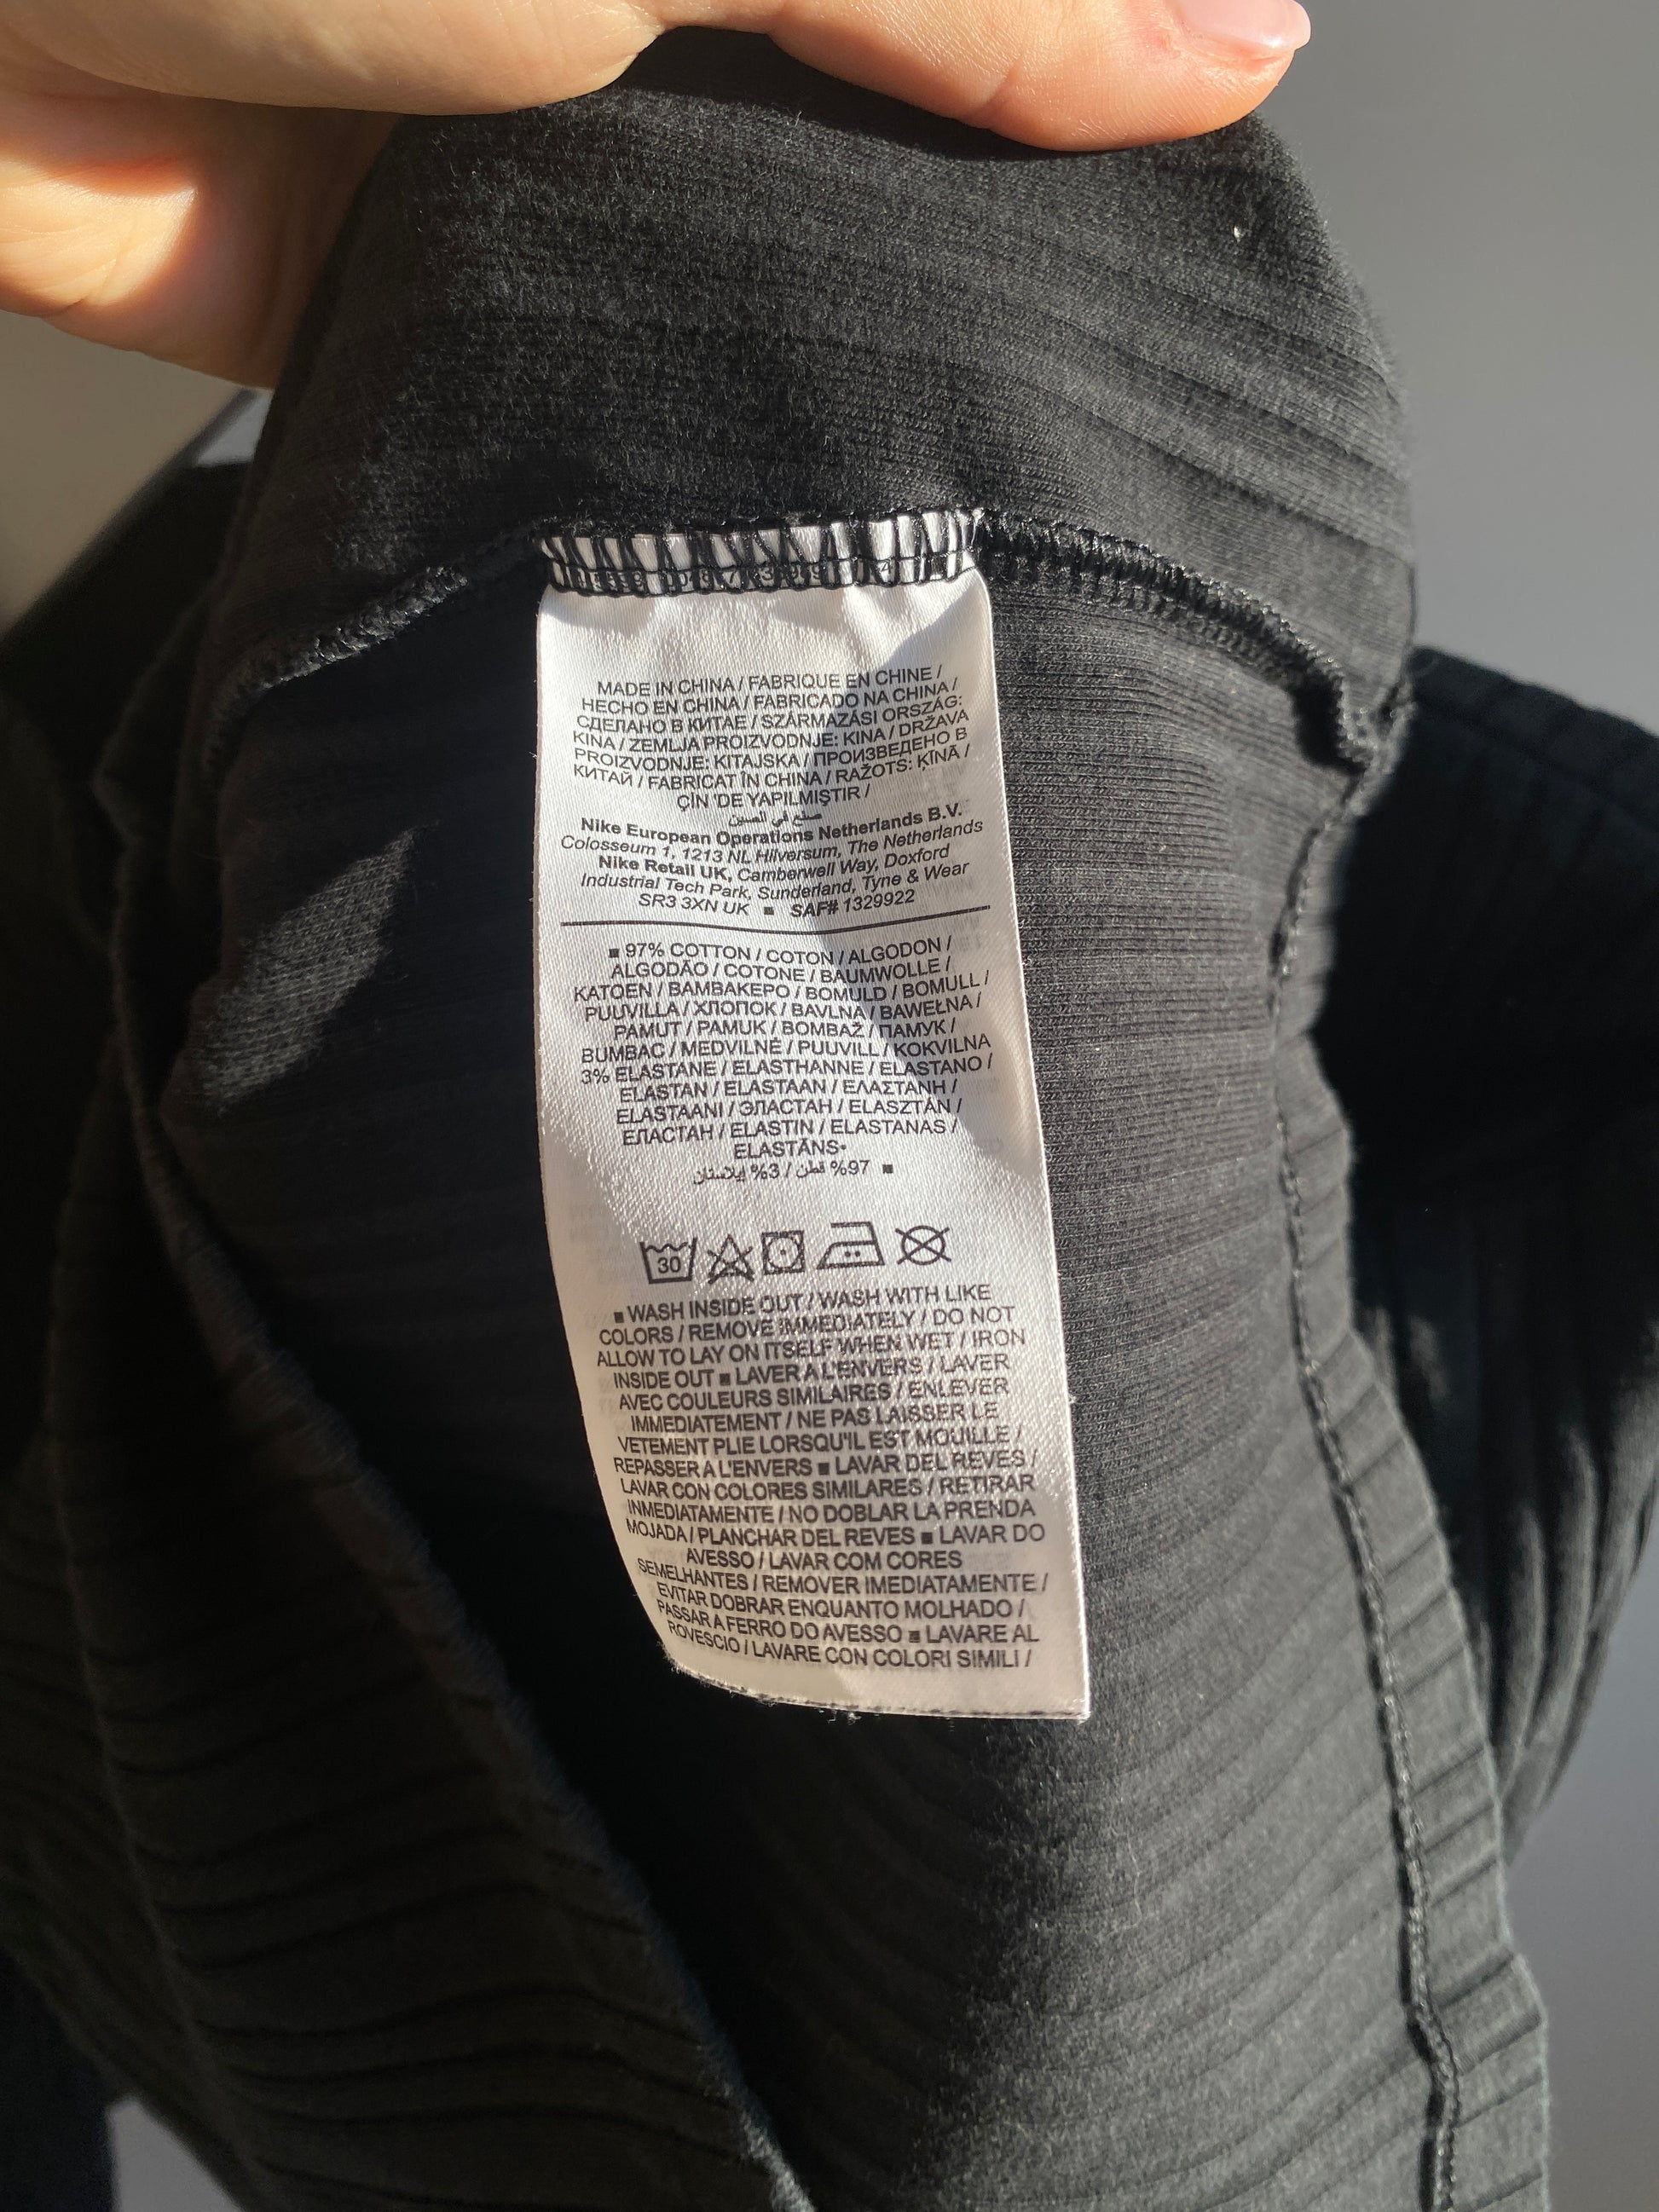 MADE IN CHINA / FABRIQUE EN CHINE /
HECHO EN CHINA / FABRICADO NA CHINA /
СДЕЛАНО В КИТАЕ / SZÁRMAZÁSI ORSZÁG:
KINA / ZEMLJA PROIZVODNJE: KINA / DRŽAVA
PROIZVODNJE: KITAJSKA / ПРОИЗВЕДЕНО В
КИТАЙ / FABRICAT ÎN CHINA / RAŽOTS: ĶĪNĀ /
ÇİN 'DE YAPILMIŞTIR /
صنع في الصين
Nike European Operations Netherlands B.V.
Colosseum 1, 1213 NL Hilversum, The Netherlands
Nike Retail UK, Camberwell Way, Doxford
Industrial Tech Park, Sunderland, Tyne & Wear
SR3 3XN UK ■ SAF# 1329922
■ 97% COTTON / COTON / ALGODON /
ALGODÃO / COTONE / BAUMWOLLE /
KATOEN / ΒΑΜΒΑΚΕΡΟ / BOMULD / BOMULL /
PUUVILLA / ХЛОПОК / BAVLNA / BAWEŁNA /
PAMUT / PAMUK / BOMBAŽ / ПАМУК /
BUMBAC / MEDVILNĖ / PUUVILL / KOKVILNA
3% ELASTANE / ELASTHANNE / ELASTANO /
ELASTAN / ELASTAAN / ΕΛΑΣΤΑΝΗ /
ELASTAANI / ЭЛАСТАН / ELASZTÁN /
ЕЛАСТАН / ELASTIN / ELASTANAS /
ELASTĀNS•
■ 97% قطن / 3% إيلاستان
30
■ WASH INSIDE OUT / WASH WITH LIKE
COLORS / REMOVE IMMEDIATELY / DO NOT
ALLOW TO LAY ON ITSELF WHEN WET / IRON
INSIDE OUT ■ LAVER A L'ENVERS / LAVER
AVEC COULEURS SIMILAIRES / ENLEVER
IMMEDIATEMENT / NE PAS LAISSER LE
VETEMENT PLIE LORSQU'IL EST MOUILLE /
REPASSER A L'ENVERS ■ LAVAR DEL REVES /
LAVAR CON COLORES SIMILARES / RETIRAR
INMEDIATAMENTE / NO DOBLAR LA PRENDA
MOJADA / PLANCHAR DEL REVES ■ LAVAR DO
AVESSO / LAVAR COM CORES
SEMELHANTES / REMOVER IMEDIATAMENTE /
EVITAR DOBRAR ENQUANTO MOLHADO /
PASSAR A FERRO DO AVESSO ■ LAVARE AL
ROVESCIO / LAVARE CON COLORI SIMILI /